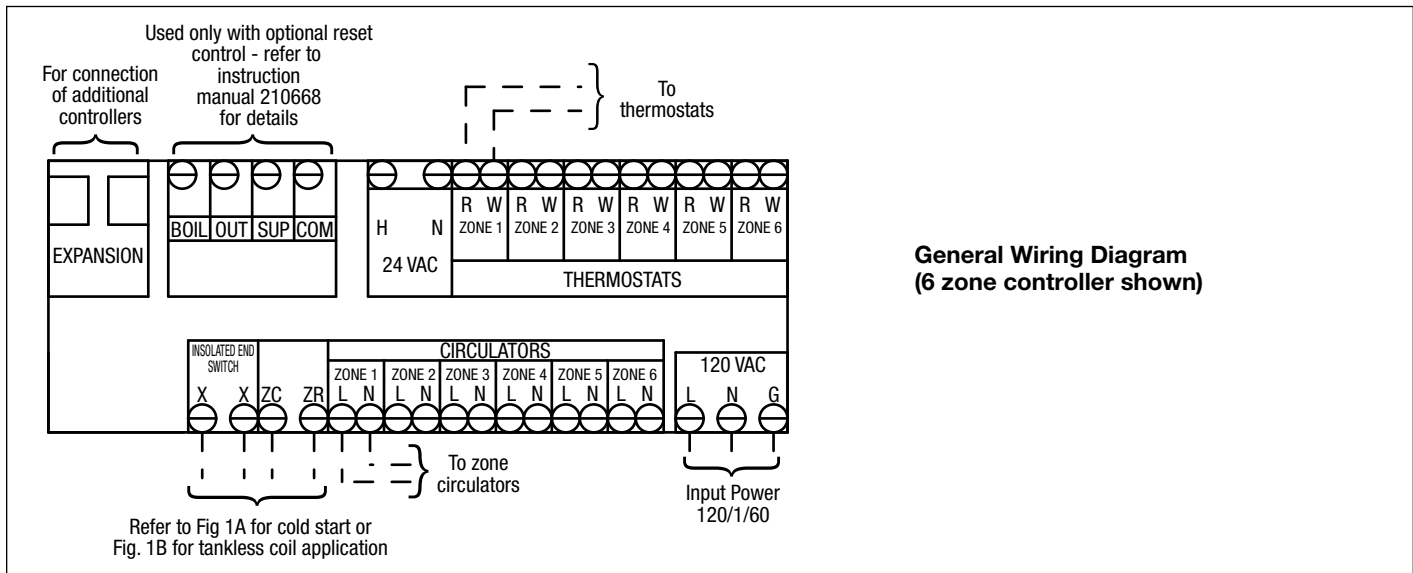 Used only with optional reset
control - refer to
instruction
manual 210668
for details
For connection
of additional
controllers
To
thermostats
EXPANSION
BOIL OUT SUP COM
H N
24 VAC
R W R W R W R W R W R W
ZONE 1 ZONE 2 ZONE 3 ZONE 4 ZONE 5 ZONE 6
THERMOSTATS
General Wiring Diagram
(6 zone controller shown)
INSOLATED END
SWITCH
X X ZC ZR
CIRCULATORS
ZONE 1 ZONE 2 ZONE 3 ZONE 4 ZONE 5 ZONE 6
L N L N L N L N L N L N
120 VAC
L N G
To zone
circulators
Input Power
120/1/60
Refer to Fig 1A for cold start or
Fig. 1B for tankless coil application